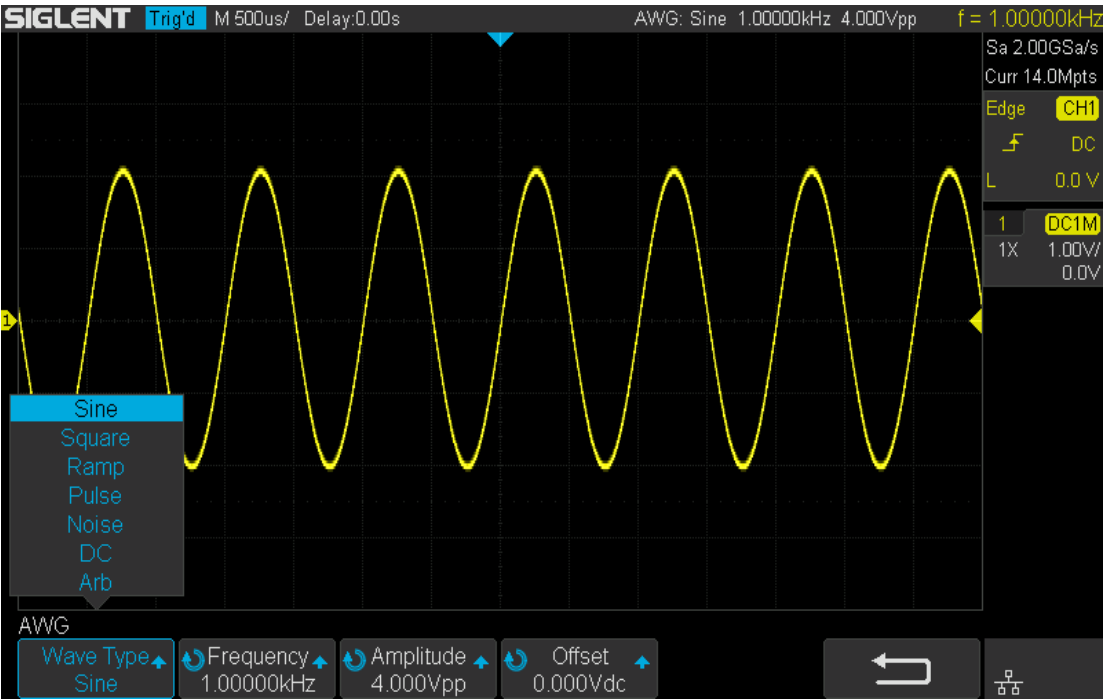 SIGLENT Trig'd M 500us/ Delay:0.00s AWG: Sine 1.00000kHz 4.000Vpp f = 1.00000kHz
Sa 2.00GSa/s
Curr 14.0Mpts
Edge CH1
DC
L 0.0 V
1 DC1M
1X 1.00V/
0.0V
1
Sine
Square
Ramp
Pulse
Noise
DC
Arb
AWG
Wave Type Frequency Amplitude Offset
Sine 1.00000kHz 4.000Vpp 0.000Vdc